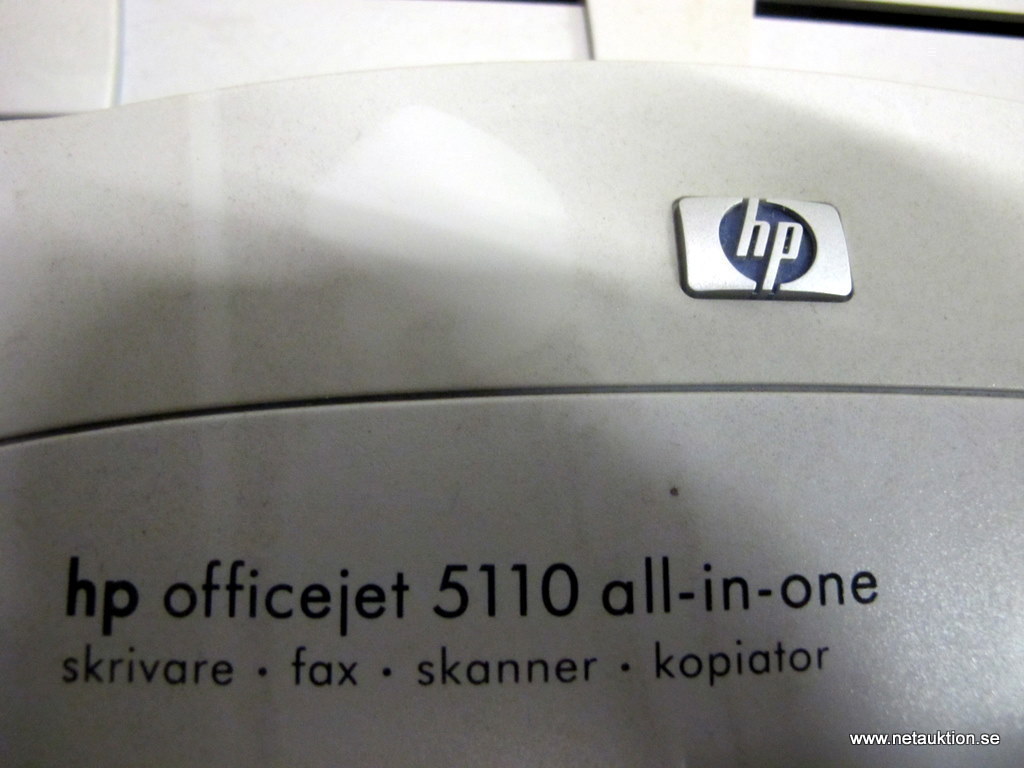 hp
hp officejet 5110 all-in-one
skrivare · fax · skanner · kopiator
www.netauktion.se